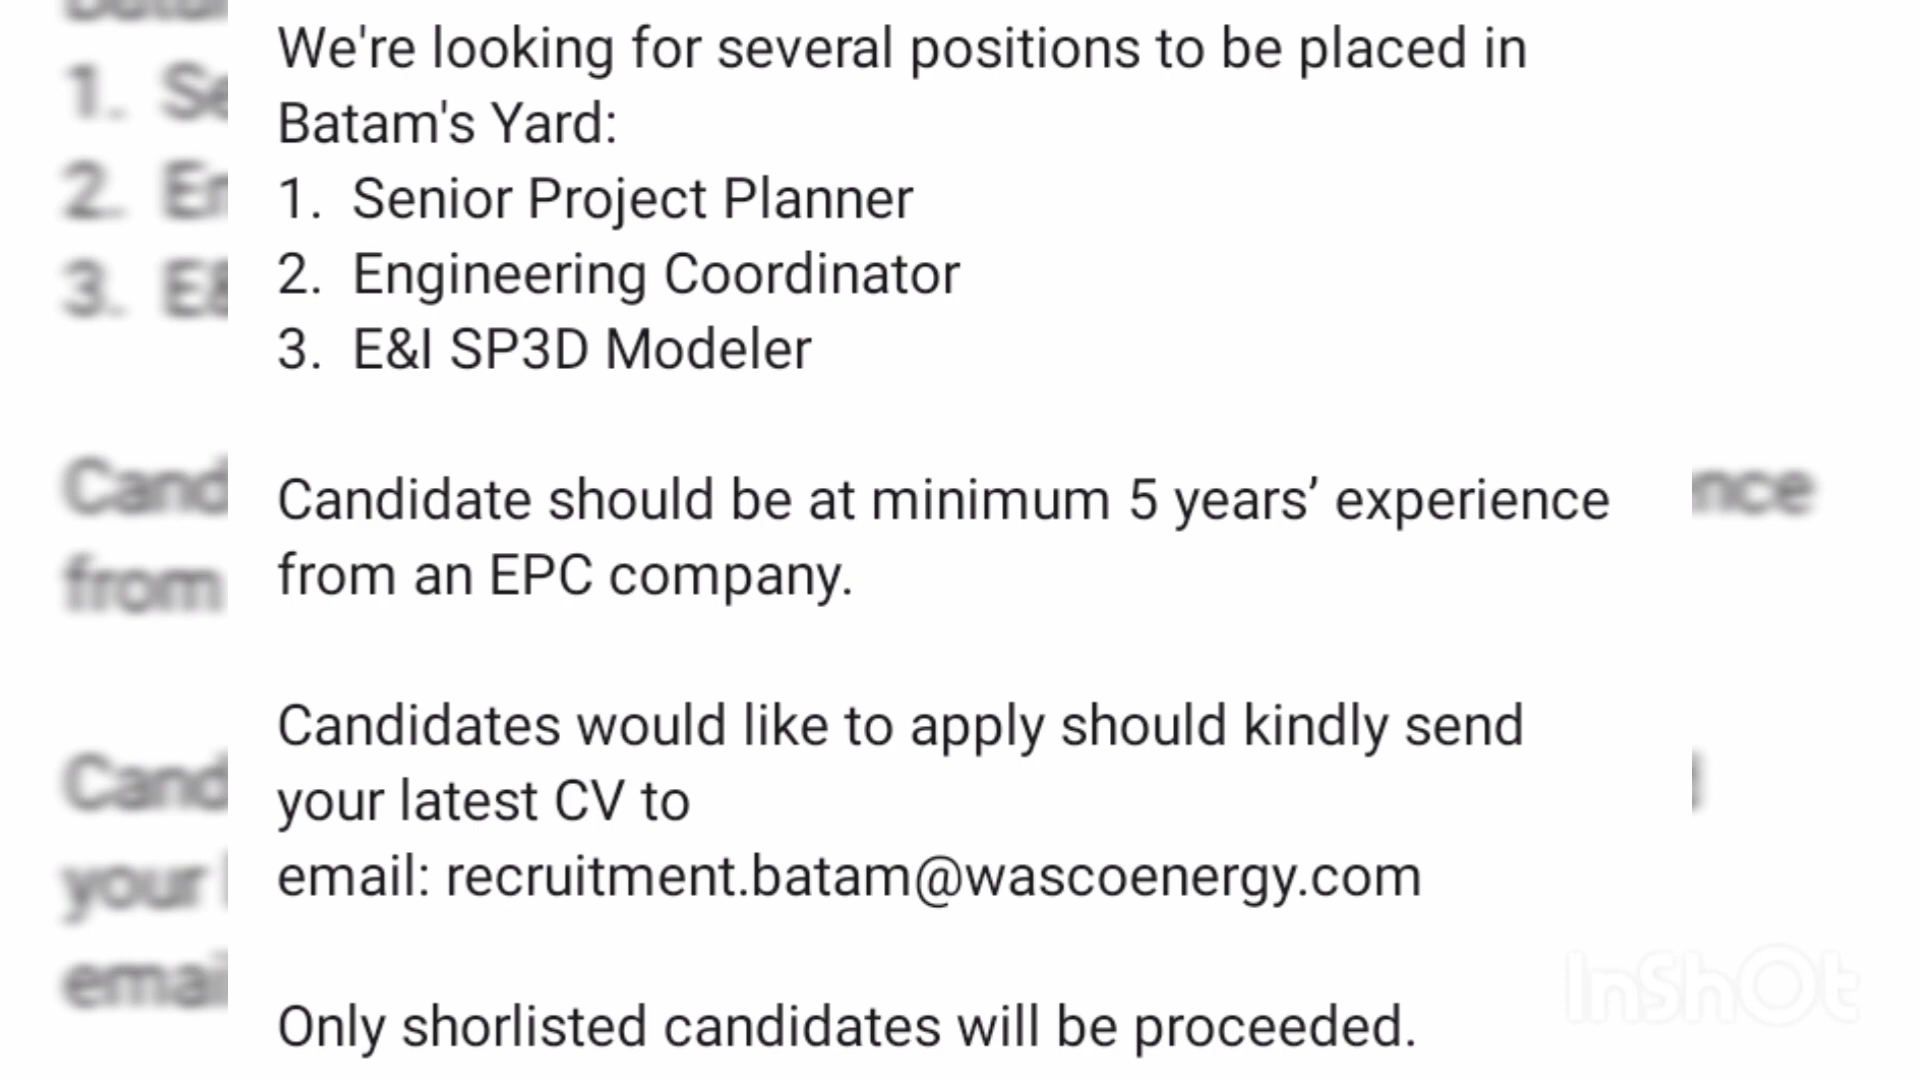 We're looking for several positions to be placed in
Batam's Yard:
1. Senior Project Planner
2. Engineering Coordinator
3. E&I SP3D Modeler
Candidate should be at minimum 5 years’ experience
from an EPC company.
Candidates would like to apply should kindly send
your latest CV to
email: recruitment.batam@wascoenergy.com
Only shorlisted candidates will be proceeded.
InShOt